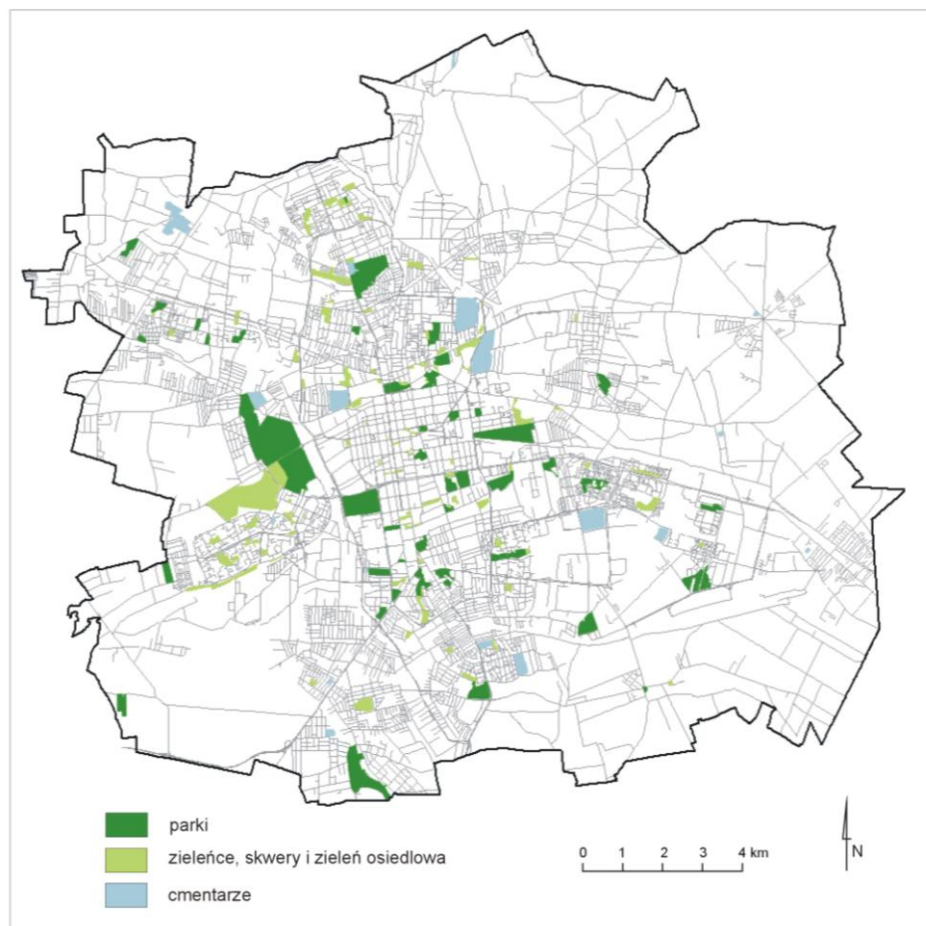 parki
zieleńce, skwery i zieleń osiedlowa
cmentarze
0 1 2 3 4 km
N